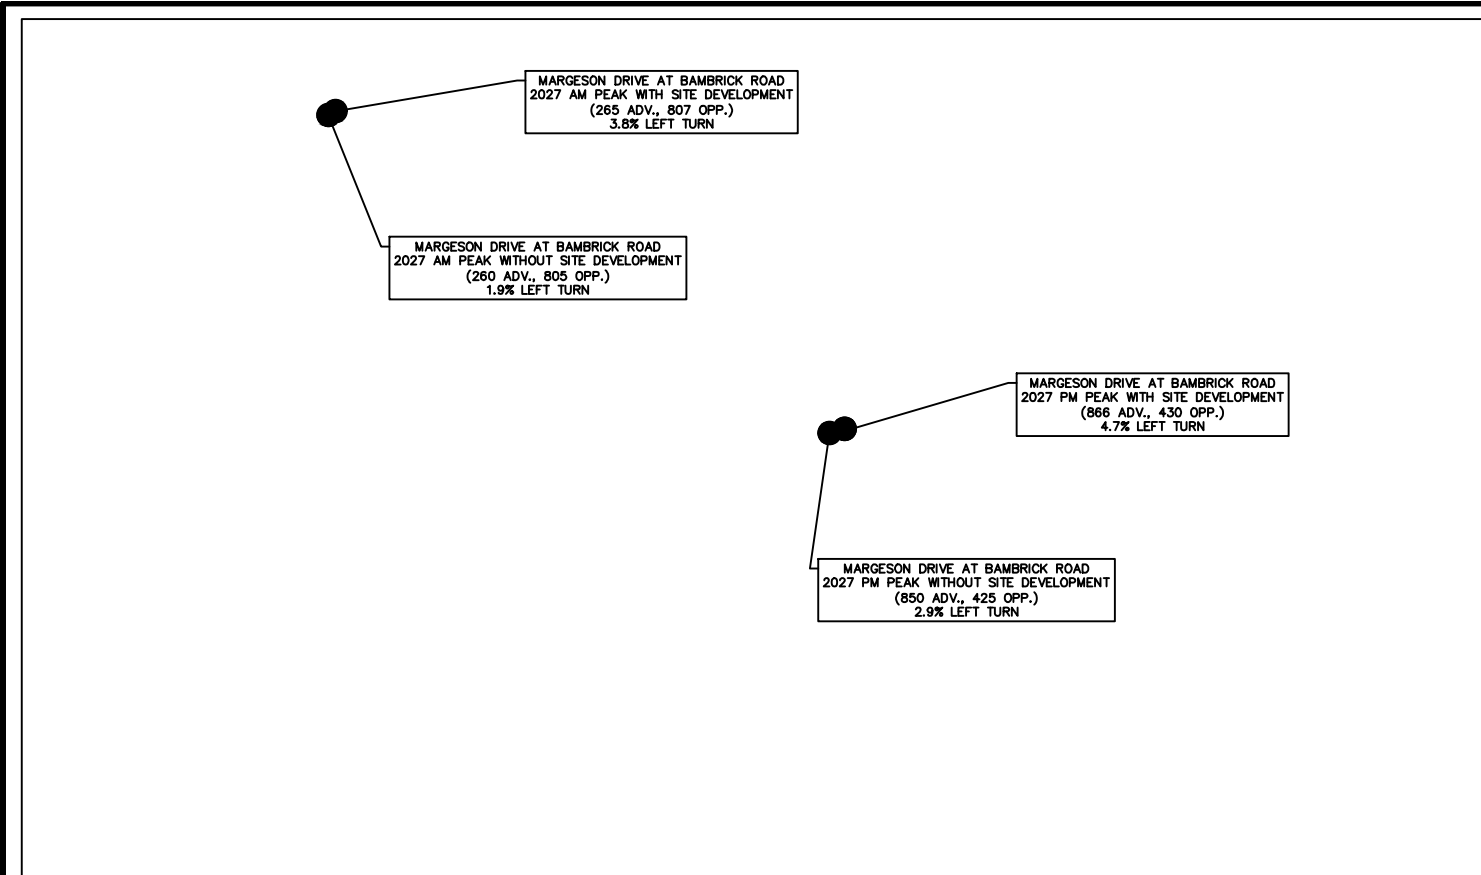 MARGESON DRIVE AT BAMBRICK ROAD
2027 AM PEAK WITH SITE DEVELOPMENT
(265 ADV., 807 OPP.)
3.8% LEFT TURN
MARGESON DRIVE AT BAMBRICK ROAD
2027 AM PEAK WITHOUT SITE DEVELOPMENT
(260 ADV., 805 OPP.)
1.9% LEFT TURN
MARGESON DRIVE AT BAMBRICK ROAD
2027 PM PEAK WITH SITE DEVELOPMENT
(866 ADV., 430 OPP.)
4.7% LEFT TURN
MARGESON DRIVE AT BAMBRICK ROAD
2027 PM PEAK WITHOUT SITE DEVELOPMENT
(850 ADV., 425 OPP.)
2.9% LEFT TURN